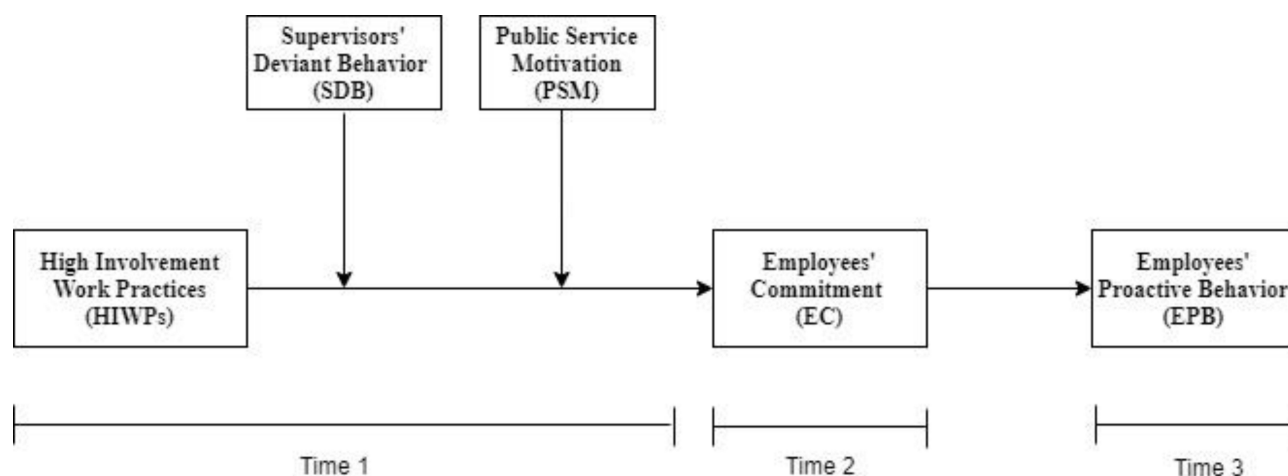 Supervisors'
Deviant Behavior
(SDB)
Public Service
Motivation
(PSM)
High Involvement
Work Practices
(HIWPs)
Employees'
Commitment
(EC)
Employees'
Proactive Behavior
(EPB)
Time 1
Time 2
Time 3